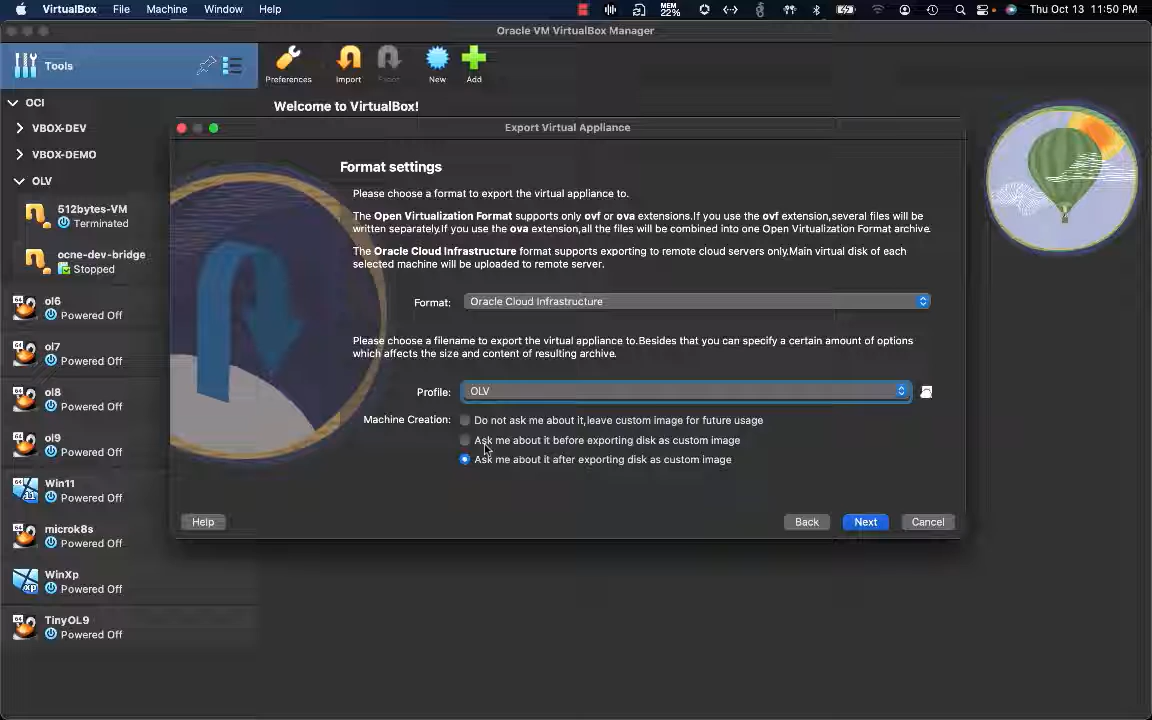 VirtualBox File Machine Window Help
MEM
22%
Thu Oct 13 11:50 PM
Oracle VM VirtualBox Manager
Tools
Preferences
Import
New
Add
Welcome to VirtualBox!
OCI
VBOX-DEV
VBOX-DEMO
OLV
512bytes-VM
Terminated
ocne-dev-bridge
Stopped
64
ol6
Powered Off
64
ol7
Powered Off
64
ol8
Powered Off
64
ol9
Powered Off
64
11
Win11
Powered Off
64
microk8s
Powered Off
xp
WinXp
Powered Off
64
TinyOL9
Powered Off
Export Virtual Appliance
Format settings
Please choose a format to export the virtual appliance to.
The Open Virtualization Format supports only ovf or ova extensions.If you use the ovf extension,several files will be
written separately.If you use the ova extension,all the files will be combined into one Open Virtualization Format archive.
The Oracle Cloud Infrastructure format supports exporting to remote cloud servers only.Main virtual disk of each
selected machine will be uploaded to remote server.
Format: Oracle Cloud Infrastructure
Please choose a filename to export the virtual appliance to.Besides that you can specify a certain amount of options
which affects the size and content of resulting archive.
Profile: OLV
Machine Creation: Do not ask me about it,leave custom image for future usage
Ask me about it before exporting disk as custom image
Ask me about it after exporting disk as custom image
Help
Back
Next
Cancel